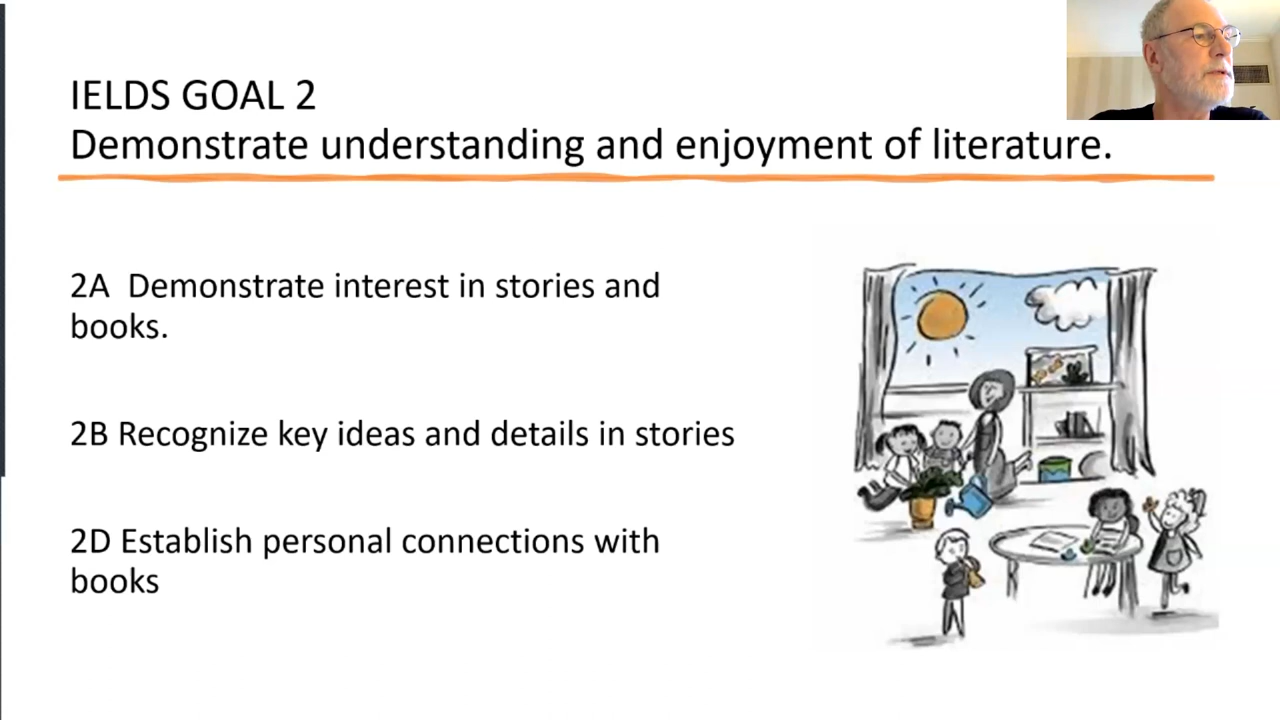 IELDS GOAL 2
Demonstrate understanding and enjoyment of literature.
2A  Demonstrate interest in stories and
books.
2B Recognize key ideas and details in stories
2D Establish personal connections with
books